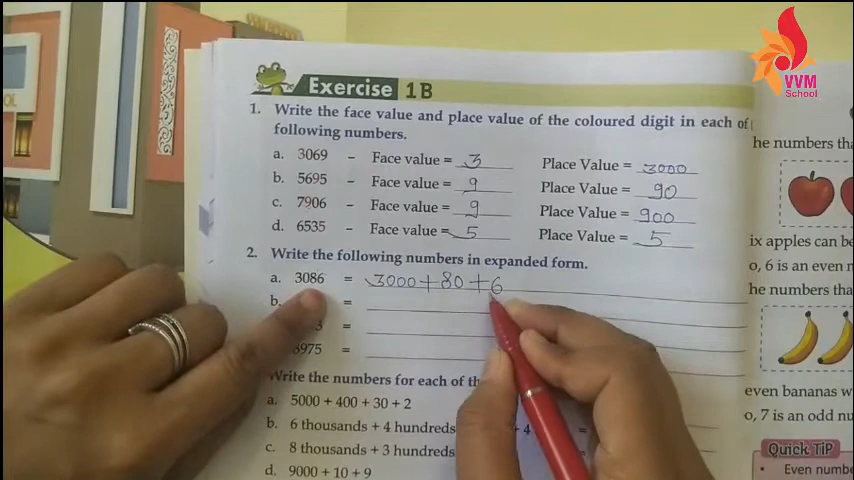 VVM
School
Exercise 1B
1. Write the face value and place value of the coloured digit in each of
following numbers.
a. 3069 – Face value = 3 Place Value = 3000
b. 5695 – Face value = 9 Place Value = 90
c. 7906 – Face value = 9 Place Value = 900
d. 6535 – Face value = 5 Place Value = 5
2. Write the following numbers in expanded form.
a. 3086 = 3000+80+6
b. =
3 =
8975 =
Write the numbers for each of th
a. 5000 + 400 + 30 + 2
b. 6 thousands + 4 hundreds + 4 =
c. 8 thousands + 3 hundreds =
d. 9000 + 10 + 9
he numbers tha
ix apples can be
o, 6 is an even n
he numbers tha
even bananas w
o, 7 is an odd nu
Quick TiP
• Even numbe